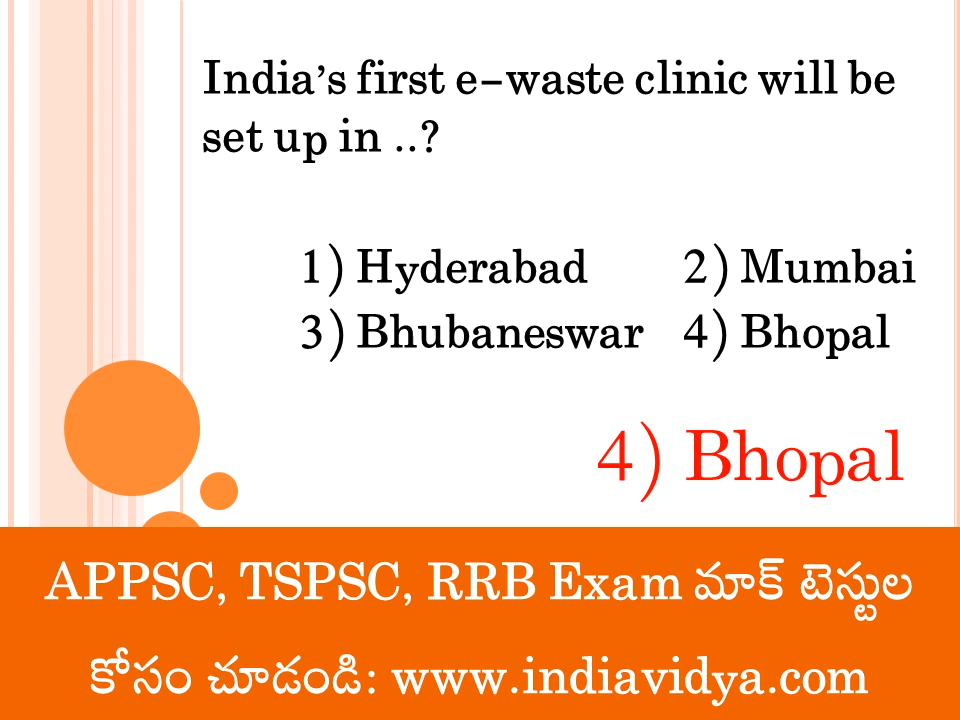 India's first e-waste clinic will be
set up in ..?
1) Hyderabad 2) Mumbai
3) Bhubaneswar 4) Bhopal
4) Bhopal
APPSC, TSPSC, RRB Exam మాక్ టెస్టుల
కోసం చూడండి: www.indiavidya.com